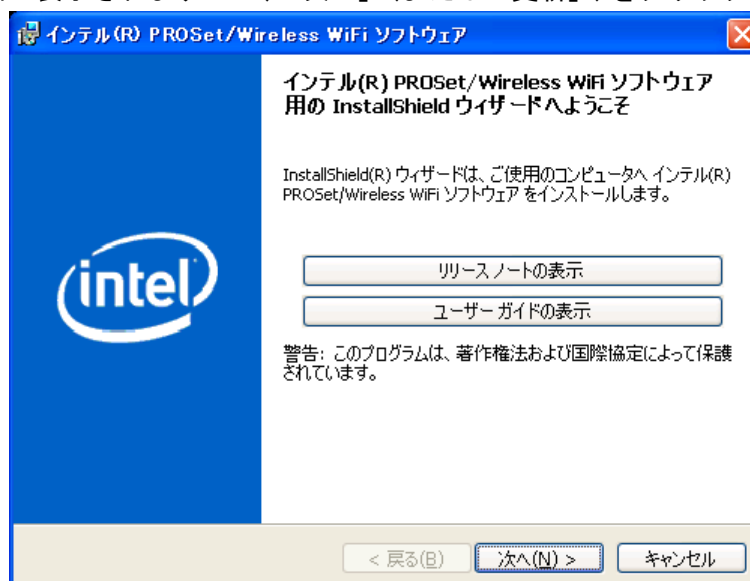 インテル(R) PROSet/Wireless WiFi ソフトウェア
インテル(R) PROSet/Wireless WiFi ソフトウェア
用の InstallShield ウィザードへようこそ
InstallShield(R) ウィザードは、ご使用のコンピュータへ インテル(R)
PROSet/Wireless WiFi ソフトウェア をインストールします。
intel
リリース ノートの表示
ユーザー ガイドの表示
警告: このプログラムは、著作権法および国際協定によって保護
されています。
< 戻る(B)
次へ(N) >
キャンセル